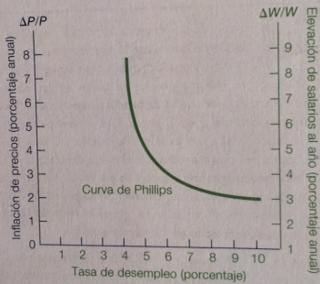 ΔP/P
ΔW/W
Inflación de precios (porcentaje anual)
8
7
6
5
4
3
2
1
0
Elevación de salarios al año (porcentaje anual)
9
8
7
6
5
4
3
2
1
Curva de Phillips
1 2 3 4 5 6 7 8 9 10
Tasa de desempleo (porcentaje)